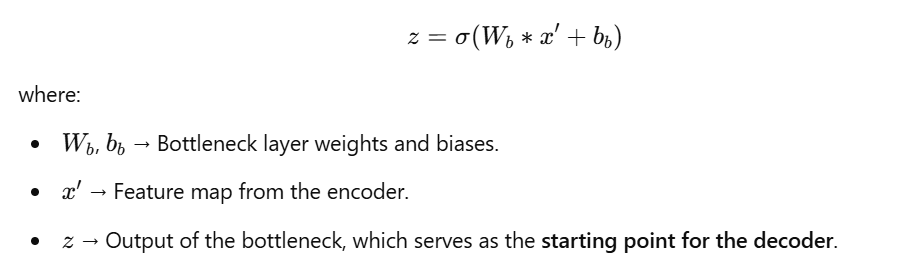 z = σ(W_b * x′ + b_b)
where:
• W_b, b_b → Bottleneck layer weights and biases.
• x′ → Feature map from the encoder.
• z → Output of the bottleneck, which serves as the starting point for the decoder.